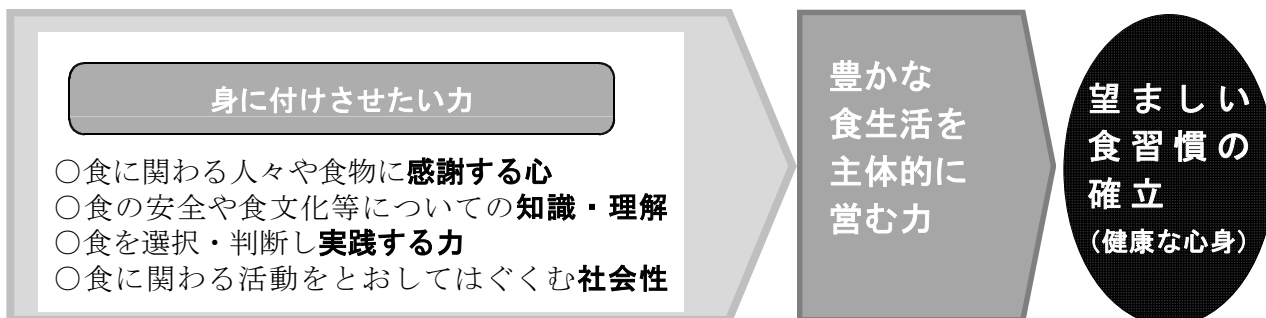 身に付けさせたい力
○食に関わる人々や食物に感謝する心
○食の安全や食文化等についての知識・理解
○食を選択・判断し実践する力
○食に関わる活動をとおしてはぐくむ社会性
豊かな
食生活を
主体的に
営む力
望ましい
食習慣の
確立
(健康な心身)